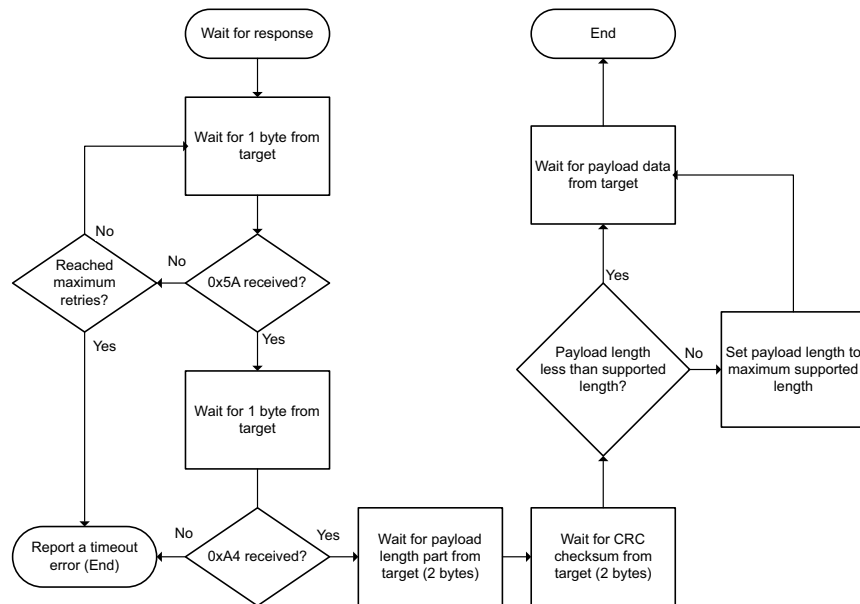 Wait for response
End
Wait for 1 byte from
target
Wait for payload data
from target
No
Reached
maximum
retries?
No
0x5A received?
Yes
Yes
Yes
Payload length
less than supported
length?
No
Set payload length to
maximum supported
length
Wait for 1 byte from
target
No
Report a timeout
error (End)
0xA4 received?
Yes
Wait for payload
length part from
target (2 bytes)
Wait for CRC
checksum from
target (2 bytes)